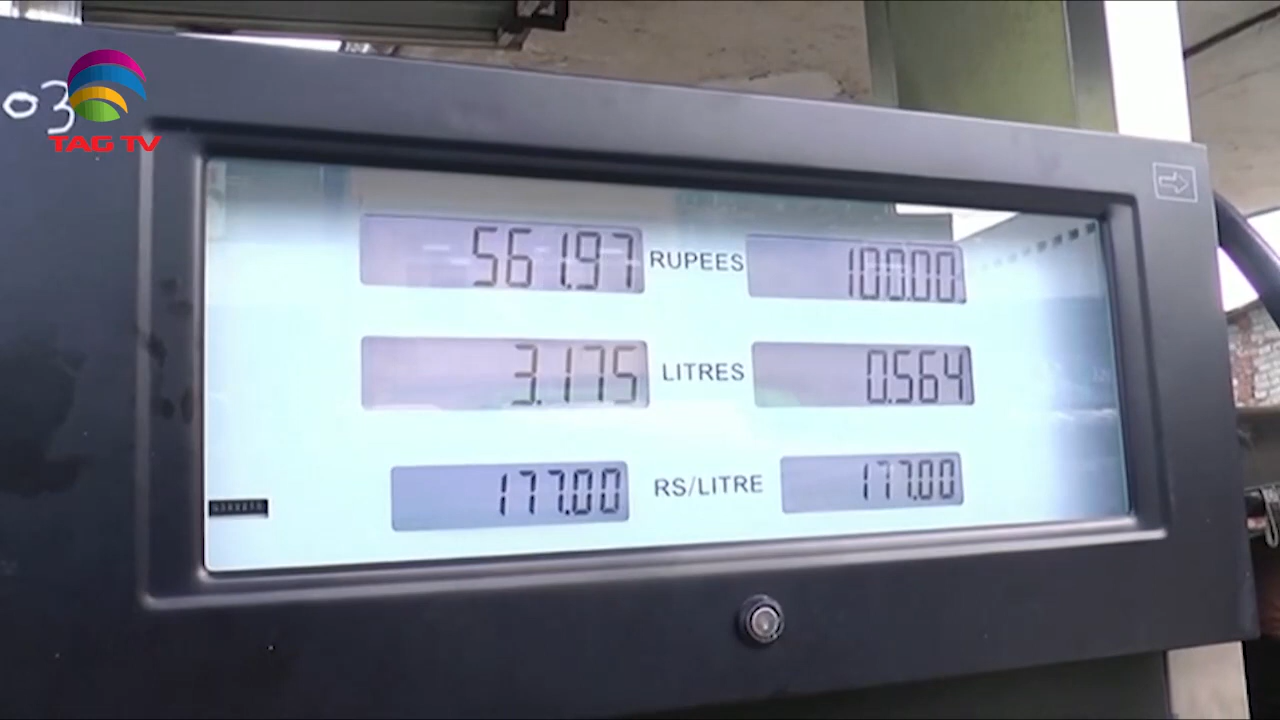 03
TAG TV
561.97 RUPEES 100.00
3.175 LITRES 0.564
177.00 RS/LITRE 177.00